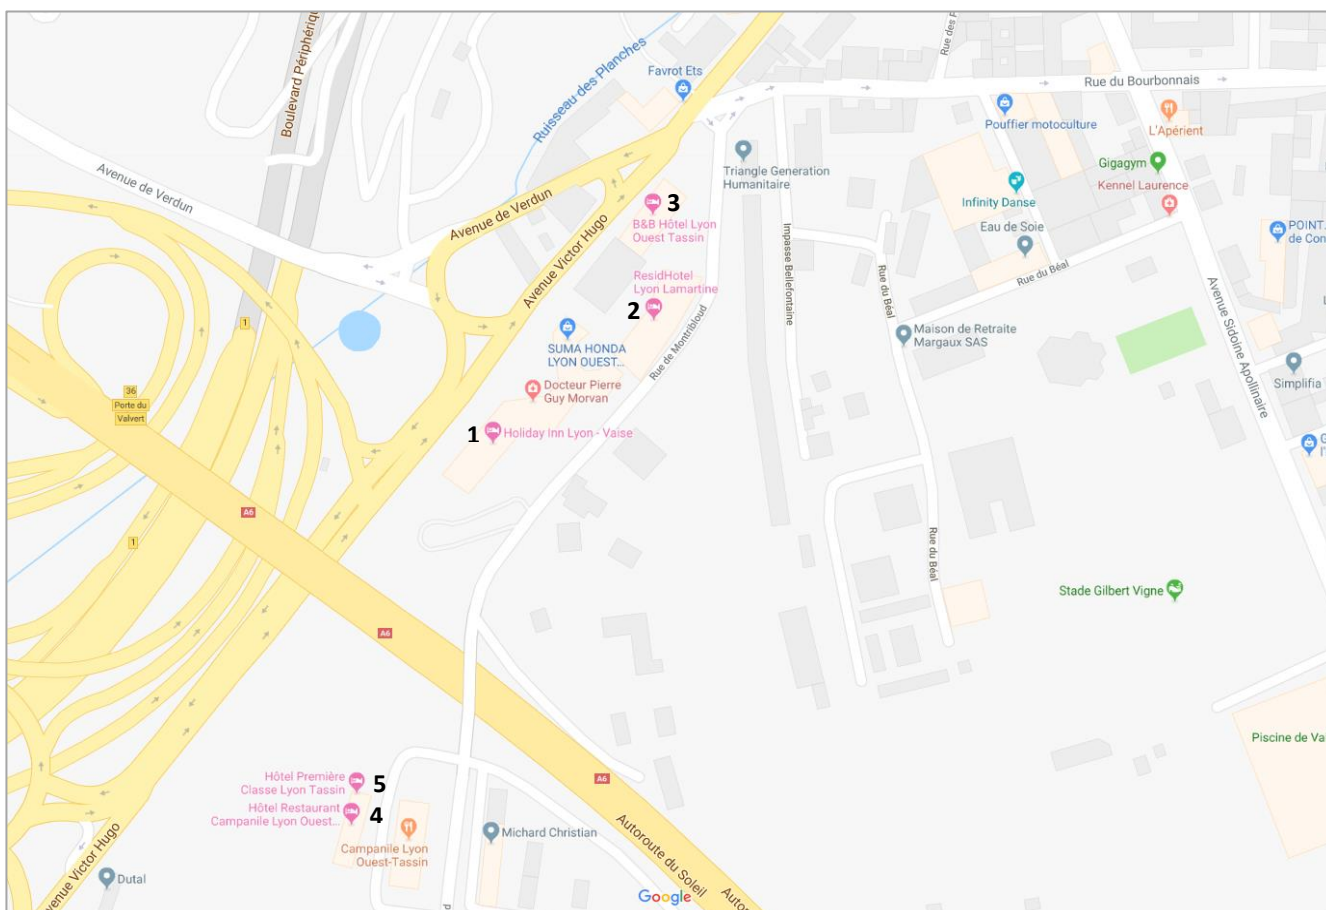 Boulevard Périphériqu
Ruisseau des Planches
Favrot Ets
Rue des P
Rue du Bourbonnais
Pouffier motoculture
L'Apérient
Avenue de Verdun
Triangle Generation
Humanitaire
Gigagym
Kennel Laurence
Avenue de Verdun
3
B&B Hôtel Lyon
Ouest Tassin
Infinity Danse
Eau de Soie
POINT.
de Con
Avenue Victor Hugo
Impasse Bellefontaine
Rue du Béal
Rue du Béal
ResidHotel
Lyon Lamartine
2
1
SUMA HONDA
LYON OUEST...
Rue de Montribloud
Maison de Retraite
Margaux SAS
Avenue Sidoine Apollinaire
Simplifia
36
Porte du
Valvert
Docteur Pierre
Guy Morvan
1
Holiday Inn Lyon - Vaise
G
l'I
A6
1
Rue du Béal
Stade Gilbert Vigne
A6
Piscine de Va
Hôtel Première
Classe Lyon Tassin
5
A6
Hôtel Restaurant
Campanile Lyon Ouest...
4
Campanile Lyon
Ouest-Tassin
Michard Christian
Autoroute du Soleil
Avenue Victor Hugo
Dutal
Google
Auto